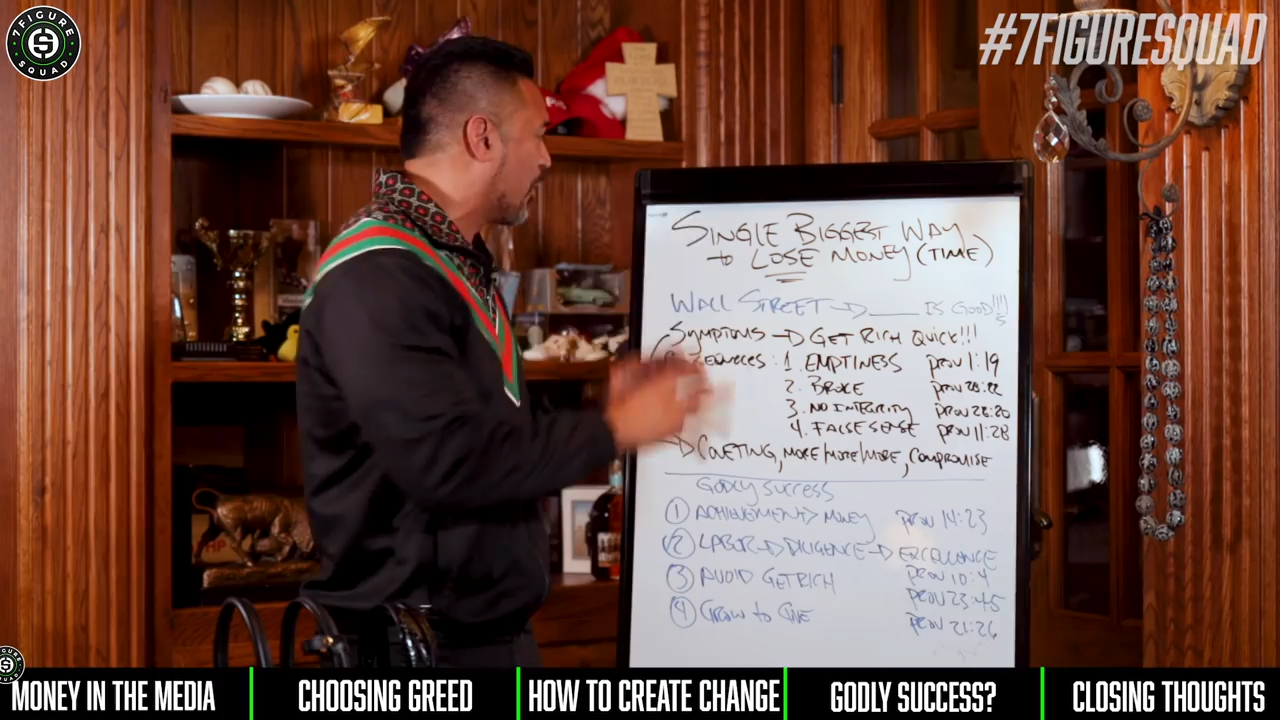 7FIGURE
SQUAD
#7FIGURESQUAD
SINGLE BIGGEST WAY
to LOSE MONEY (TIME)
WALL STREET → ____ IS GOOD!!!
SYMPTOMS → GET RICH QUICK!!!
: 1. EMPTINESS PROV 1:19
2. BROKE PROV 28:22
3. NO INTEGRITY PROV 28:20
4. FALSE SENSE PROV 11:28
→ COVETING, MORE/MORE/MORE, COMPROMISE
GODLY SUCCESS
1 ACHIEVEMENT → MONEY PROV 14:23
2 LABOR → DILIGENCE → EXCELLENCE
PROV 10:4
3 AVOID GET RICH
PROV 23:4-5
4 GROW to GIVE
PROV 21:26
MONEY IN THE MEDIA
CHOOSING GREED
HOW TO CREATE CHANGE
GODLY SUCCESS?
CLOSING THOUGHTS